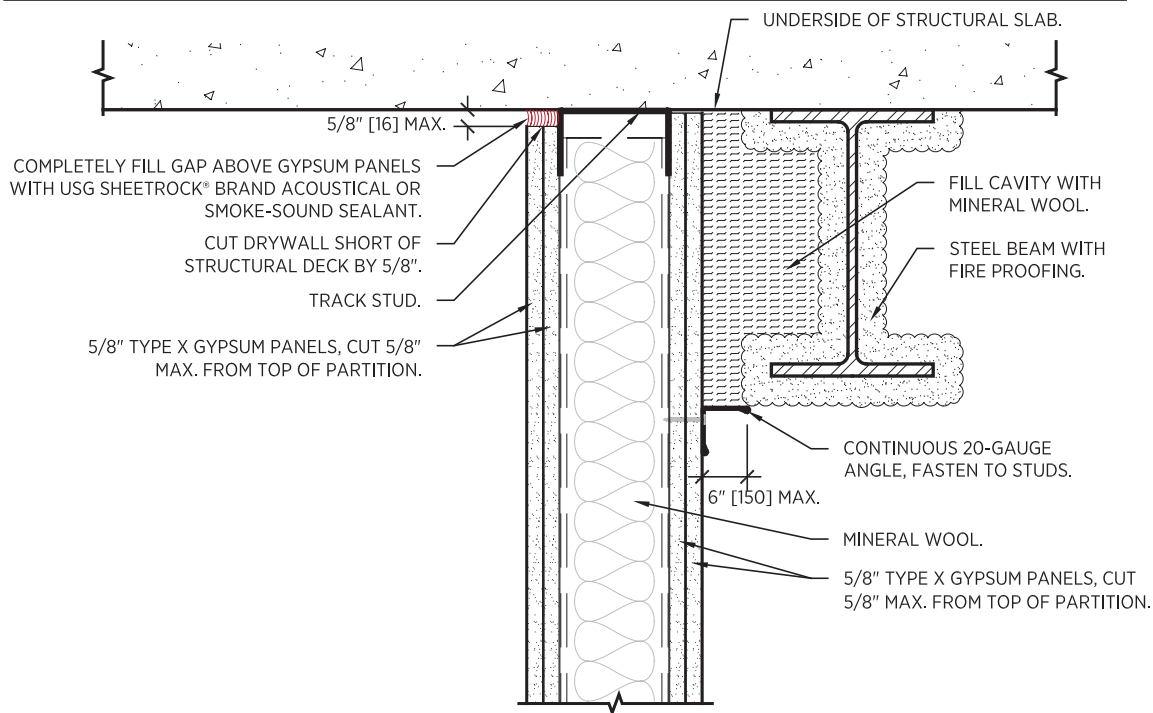 UNDERSIDE OF STRUCTURAL SLAB.
5/8" [16] MAX.
COMPLETELY FILL GAP ABOVE GYPSUM PANELS
WITH USG SHEETROCK® BRAND ACOUSTICAL OR
SMOKE-SOUND SEALANT.
CUT DRYWALL SHORT OF
STRUCTURAL DECK BY 5/8".
TRACK STUD.
5/8" TYPE X GYPSUM PANELS, CUT 5/8"
MAX. FROM TOP OF PARTITION.
FILL CAVITY WITH
MINERAL WOOL.
STEEL BEAM WITH
FIRE PROOFING.
CONTINUOUS 20-GAUGE
ANGLE, FASTEN TO STUDS.
6" [150] MAX.
MINERAL WOOL.
5/8" TYPE X GYPSUM PANELS, CUT
5/8" MAX. FROM TOP OF PARTITION.